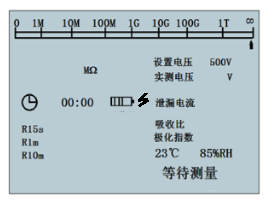 0 1M 10M 100M 1G 10G 100G 1T ∞
MΩ
设置电压 500V
实测电压 V
00:00
泄漏电流
R15s
R1m
R10m
吸收比
极化指数
23℃ 85%RH
等待测量